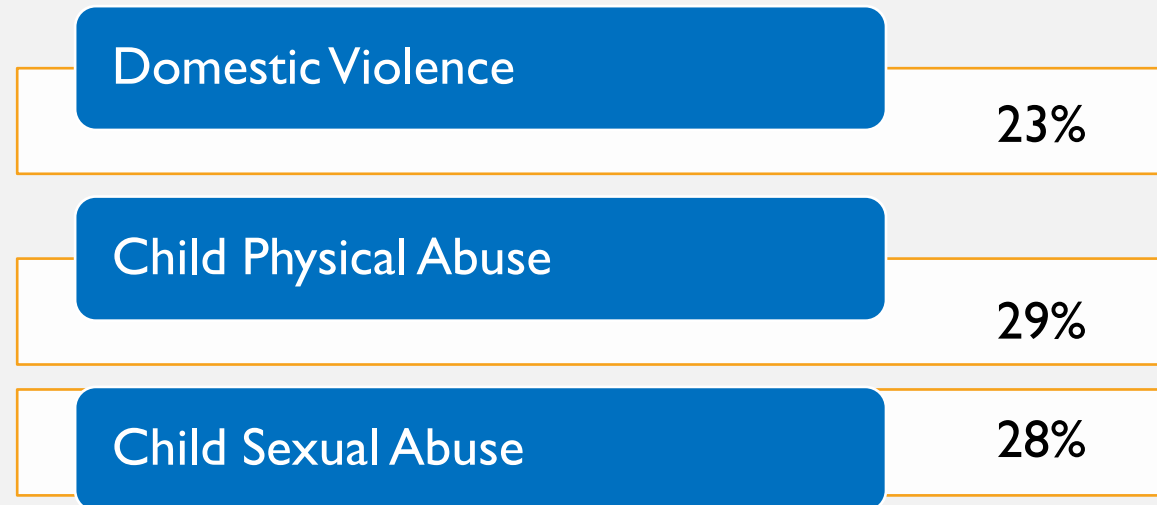 Domestic Violence
23%
Child Physical Abuse
29%
Child Sexual Abuse
28%